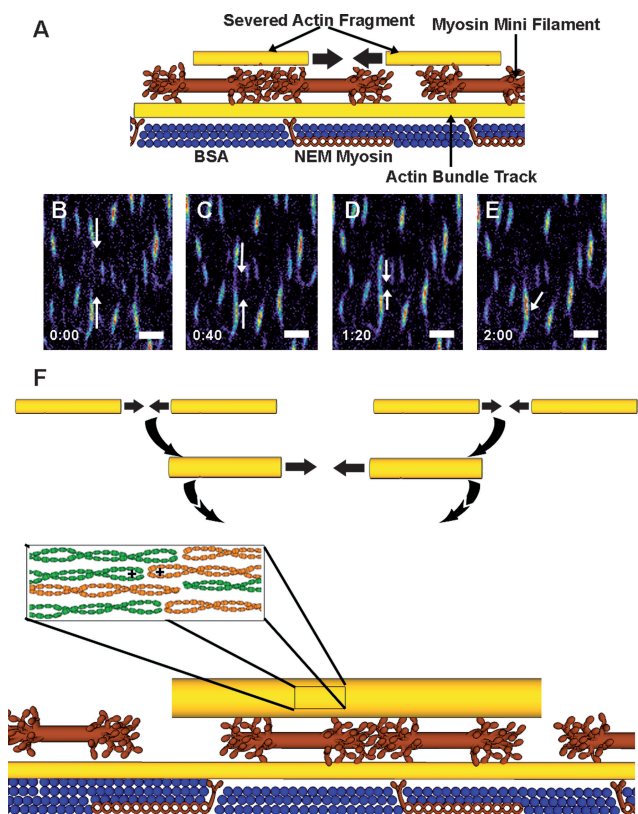 A
Severed Actin Fragment
Myosin Mini Filament
BSA
NEM Myosin
Actin Bundle Track
B
0:00
C
0:40
D
1:20
E
2:00
F
+ +